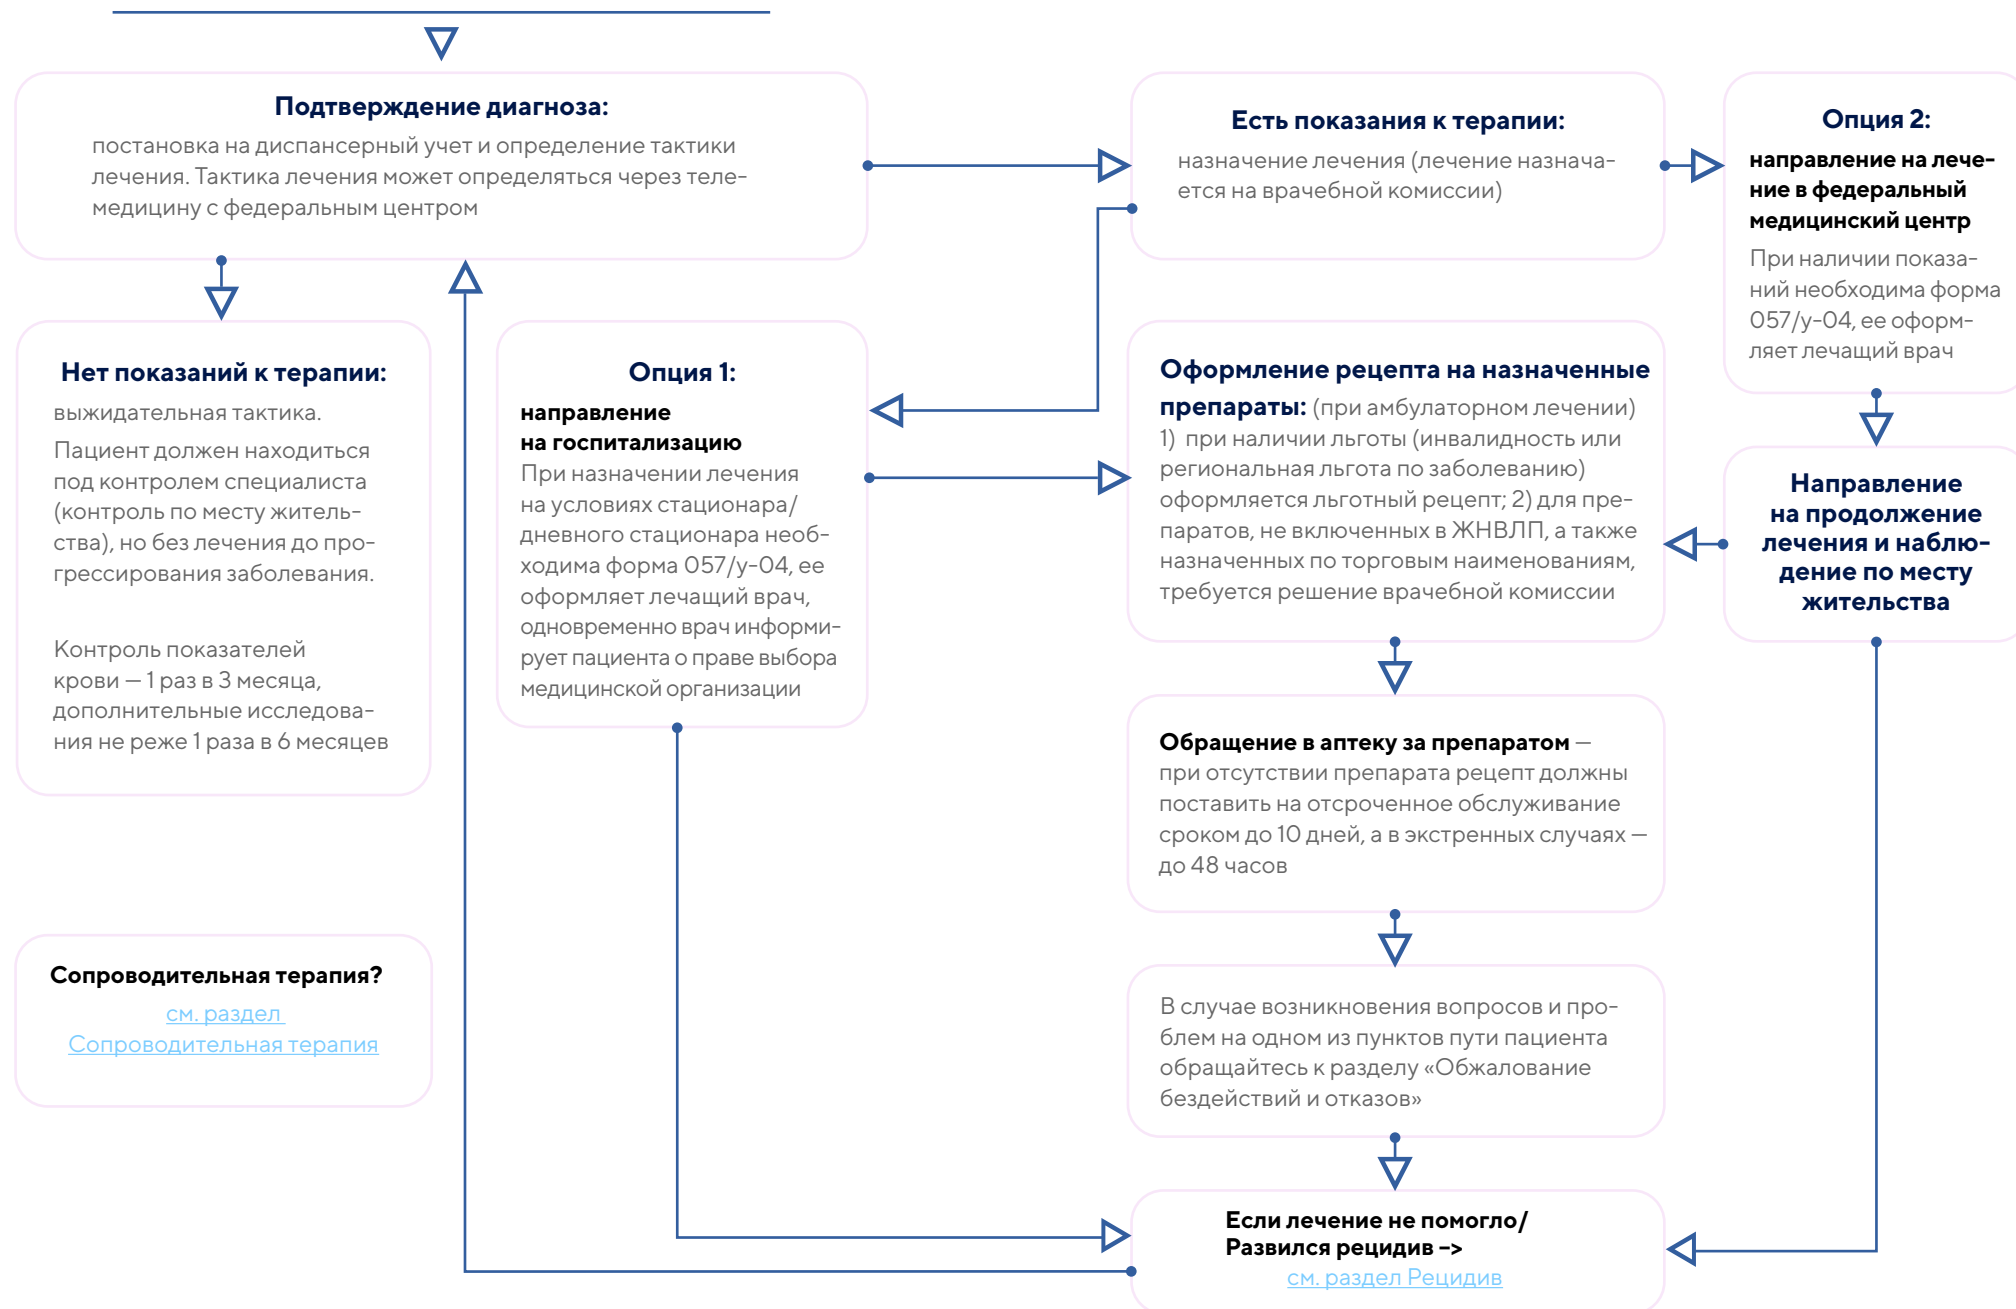 Подтверждение диагноза:
постановка на диспансерный учет и определение тактики
лечения. Тактика лечения может определяться через теле-
медицину с федеральным центром
Есть показания к терапии:
назначение лечения (лечение назнача-
ется на врачебной комиссии)
Опция 2:
направление на лече-
ние в федеральный
медицинский центр
При наличии показа-
ний необходима форма
057/у-04, ее оформ-
ляет лечащий врач
Нет показаний к терапии:
выжидательная тактика.
Пациент должен находиться
под контролем специалиста
(контроль по месту житель-
ства), но без лечения до про-
грессирования заболевания.
Контроль показателей
крови — 1 раз в 3 месяца,
дополнительные исследова-
ния не реже 1 раза в 6 месяцев
Опция 1:
направление
на госпитализацию
При назначении лечения
на условиях стационара/
дневного стационара необ-
ходима форма 057/у-04, ее
оформляет лечащий врач,
одновременно врач информи-
рует пациента о праве выбора
медицинской организации
Оформление рецепта на назначенные
препараты: (при амбулаторном лечении)
1) при наличии льготы (инвалидность или
региональная льгота по заболеванию)
оформляется льготный рецепт; 2) для пре-
паратов, не включенных в ЖНВЛП, а также
назначенных по торговым наименованиям,
требуется решение врачебной комиссии
Направление
на продолжение
лечения и наблю-
дение по месту
жительства
Обращение в аптеку за препаратом —
при отсутствии препарата рецепт должны
поставить на отсроченное обслуживание
сроком до 10 дней, а в экстренных случаях —
до 48 часов
Сопроводительная терапия?
см. раздел
Сопроводительная терапия
В случае возникновения вопросов и про-
блем на одном из пунктов пути пациента
обращайтесь к разделу «Обжалование
бездействий и отказов»
Если лечение не помогло/
Развился рецидив –>
см. раздел Рецидив